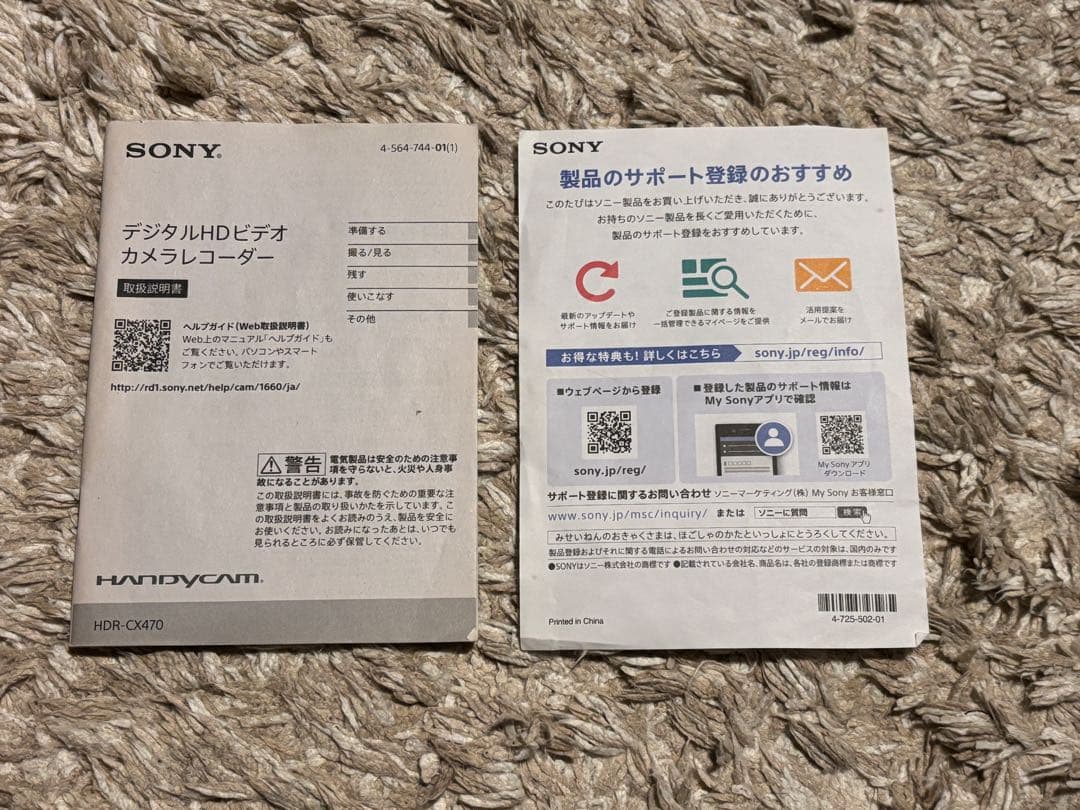 SONY®
4-564-744-01(1)
デジタルHDビデオ
カメラレコーダー
取扱説明書
準備する
撮る/見る
残す
使いこなす
その他
ヘルプガイド(Web取扱説明書)
Web上のマニュアル「ヘルプガイド」も
ご覧ください。パソコンやスマート
フォンでご覧いただけます。
http://rd1.sony.net/help/cam/1660/ja/
警告 電気製品は安全のための注意事
項を守らないと、火災や人身事
故になることがあります。
この取扱説明書には、事故を防ぐための重要な注
意事項と製品の取り扱いかたを示しています。こ
の取扱説明書をよくお読みのうえ、製品を安全に
お使いください。お読みになったあとは、いつでも
見られるところに必ず保管してください。
HANDYCAM®
HDR-CX470
SONY
製品のサポート登録のおすすめ
このたびはソニー製品をお買い上げいただき、誠にありがとうございます。
お持ちのソニー製品を長くご愛用いただくために、
製品のサポート登録をおすすめしています。
最新のアップデートや
サポート情報をお届け
ご登録製品に関する情報を
一括管理できるマイページをご提供
活用提案を
メールでお届け
お得な特典も! 詳しくはこちら
sony.jp/reg/info/
■ウェブページから登録
sony.jp/reg/
■登録した製品のサポート情報は
My Sonyアプリで確認
My Sonyアプリ
ダウンロード
サポート登録に関するお問い合わせ ソニーマーケティング(株) My Sony お客様窓口
www.sony.jp/msc/inquiry/ または ソニーに質問 検索
みせいねんのおきゃくさまは、ほごしゃのかたといっしょにとうろくしてください。
製品登録およびそれに関する電話によるお問い合わせの対応などのサービスの対象は、国内のみです
●SONYはソニー株式会社の商標です ●記載されている会社名、商品名は、各社の登録商標または商標です
Printed in China
4-725-502-01